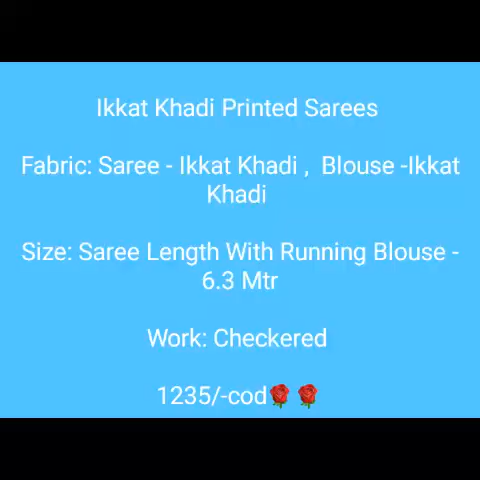 Ikkat Khadi Printed Sarees
Fabric: Saree - Ikkat Khadi , Blouse -Ikkat
Khadi
Size: Saree Length With Running Blouse -
6.3 Mtr
Work: Checkered
1235/-cod🌹🌹